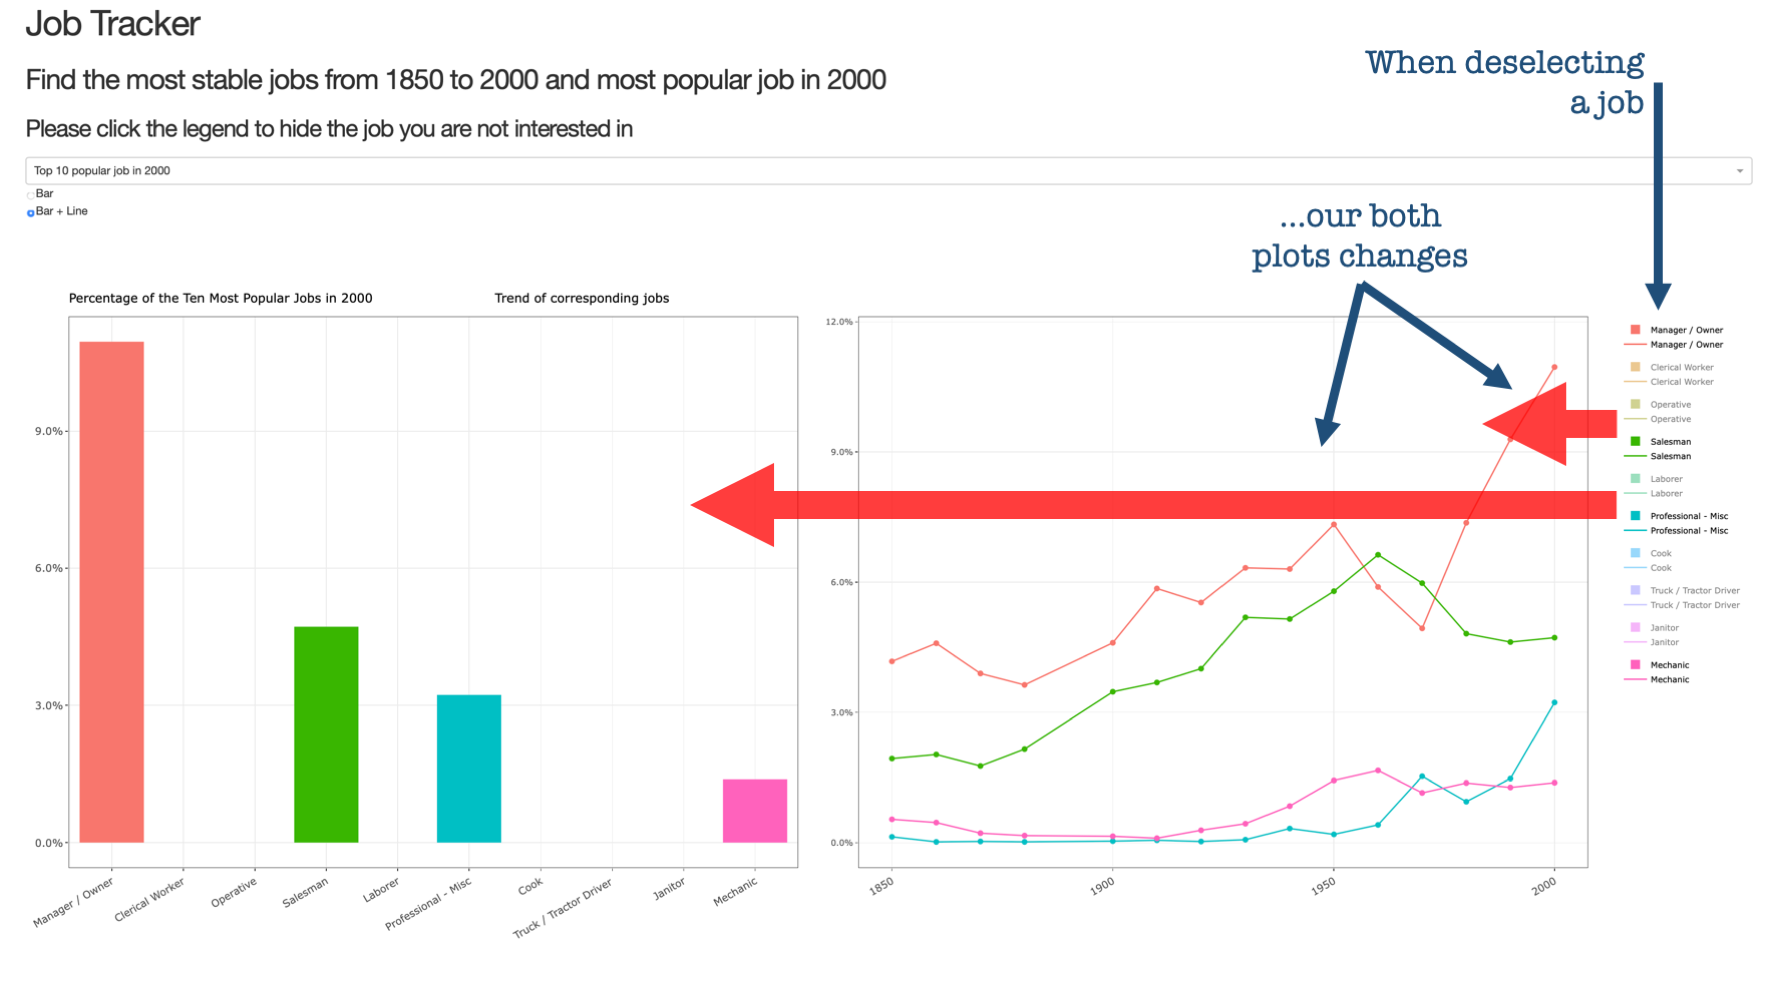 Job Tracker
Find the most stable jobs from 1850 to 2000 and most popular job in 2000
Please click the legend to hide the job you are not interested in
When deselecting
a job
Top 10 popular job in 2000
Bar
Bar + Line
...our both
plots changes
Percentage of the Ten Most Popular Jobs in 2000
Trend of corresponding jobs
9.0%
6.0%
3.0%
0.0%
Manager / Owner
Clerical Worker
Operative
Salesman
Laborer
Professional - Misc
Cook
Truck / Tractor Driver
Janitor
Mechanic
12.0%
9.0%
6.0%
3.0%
0.0%
1850
1900
1950
2000
Manager / Owner
Manager / Owner
Clerical Worker
Clerical Worker
Operative
Operative
Salesman
Salesman
Laborer
Laborer
Professional - Misc
Professional - Misc
Cook
Cook
Truck / Tractor Driver
Truck / Tractor Driver
Janitor
Janitor
Mechanic
Mechanic